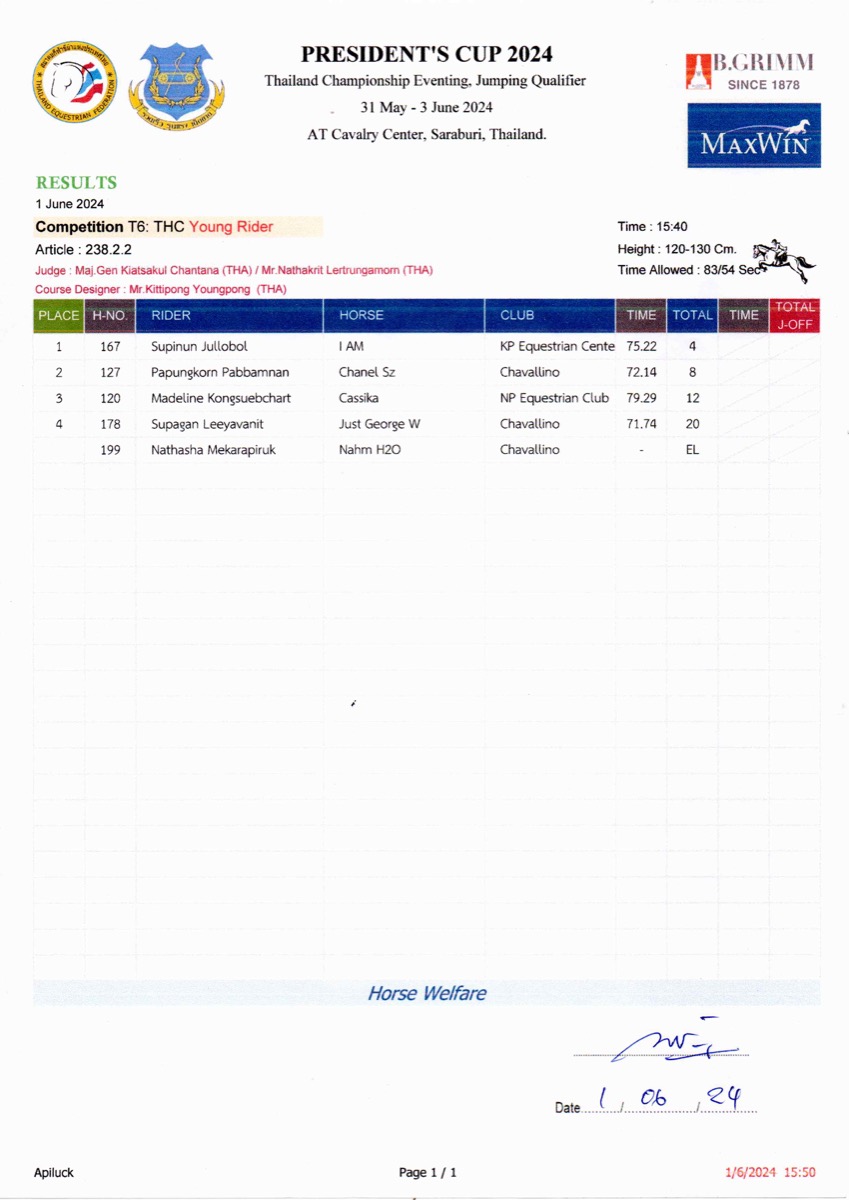 PRESIDENT'S CUP 2024
Thailand Championship Eventing, Jumping Qualifier
31 May - 3 June 2024
AT Cavalry Center, Saraburi, Thailand.
THAILAND EQUESTRIAN FEDERATION
B.GRIMM
SINCE 1878
MAXWIN
RESULTS
1 June 2024
Competition T6: THC Young Rider Time : 15:40
Article : 238.2.2 Height : 120-130 Cm.
Judge : Maj.Gen Kiatsakul Chantana (THA) / Mr.Nathakrit Lertrungamorn (THA) Time Allowed : 83/54 Sec
Course Designer : Mr.Kittipong Youngpong (THA)
PLACE H-NO. RIDER HORSE CLUB TIME TOTAL TIME TOTAL J-OFF
1 167 Supinun Jullobol I AM KP Equestrian Cente 75.22 4
2 127 Papungkorn Pabbamnan Chanel Sz Chavallino 72.14 8
3 120 Madeline Kongsuebchart Cassika NP Equestrian Club 79.29 12
4 178 Supagan Leeyavanit Just George W Chavallino 71.74 20
199 Nathasha Mekarapiruk Nahm H2O Chavallino - EL
Horse Welfare
Date 1 / 06 / 24
Apiluck Page 1 / 1 1/6/2024 15:50